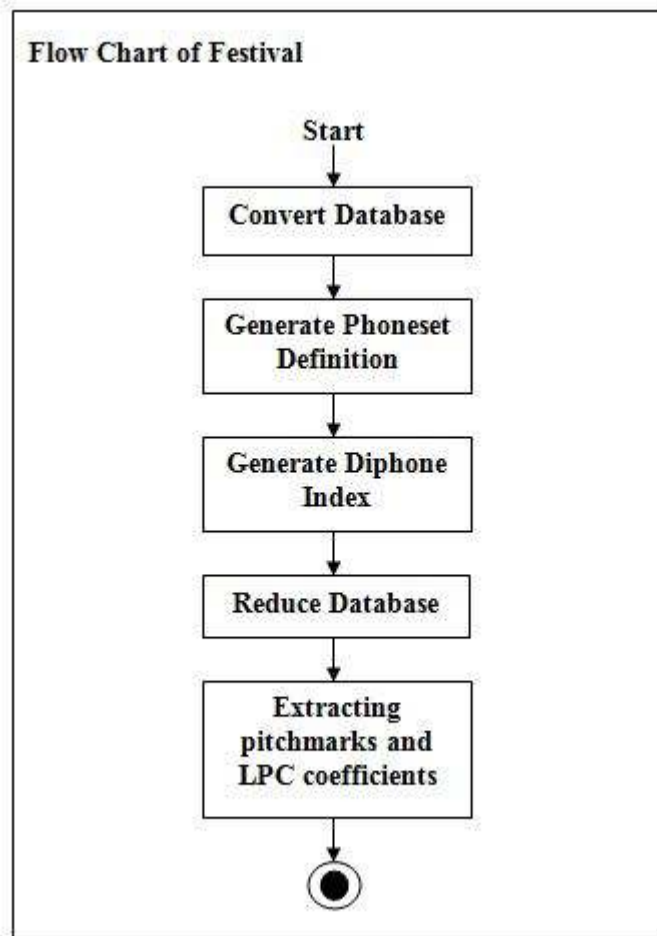 Flow Chart of Festival
Start
Convert Database
Generate Phoneset
Definition
Generate Diphone
Index
Reduce Database
Extracting
pitchmarks and
LPC coefficients